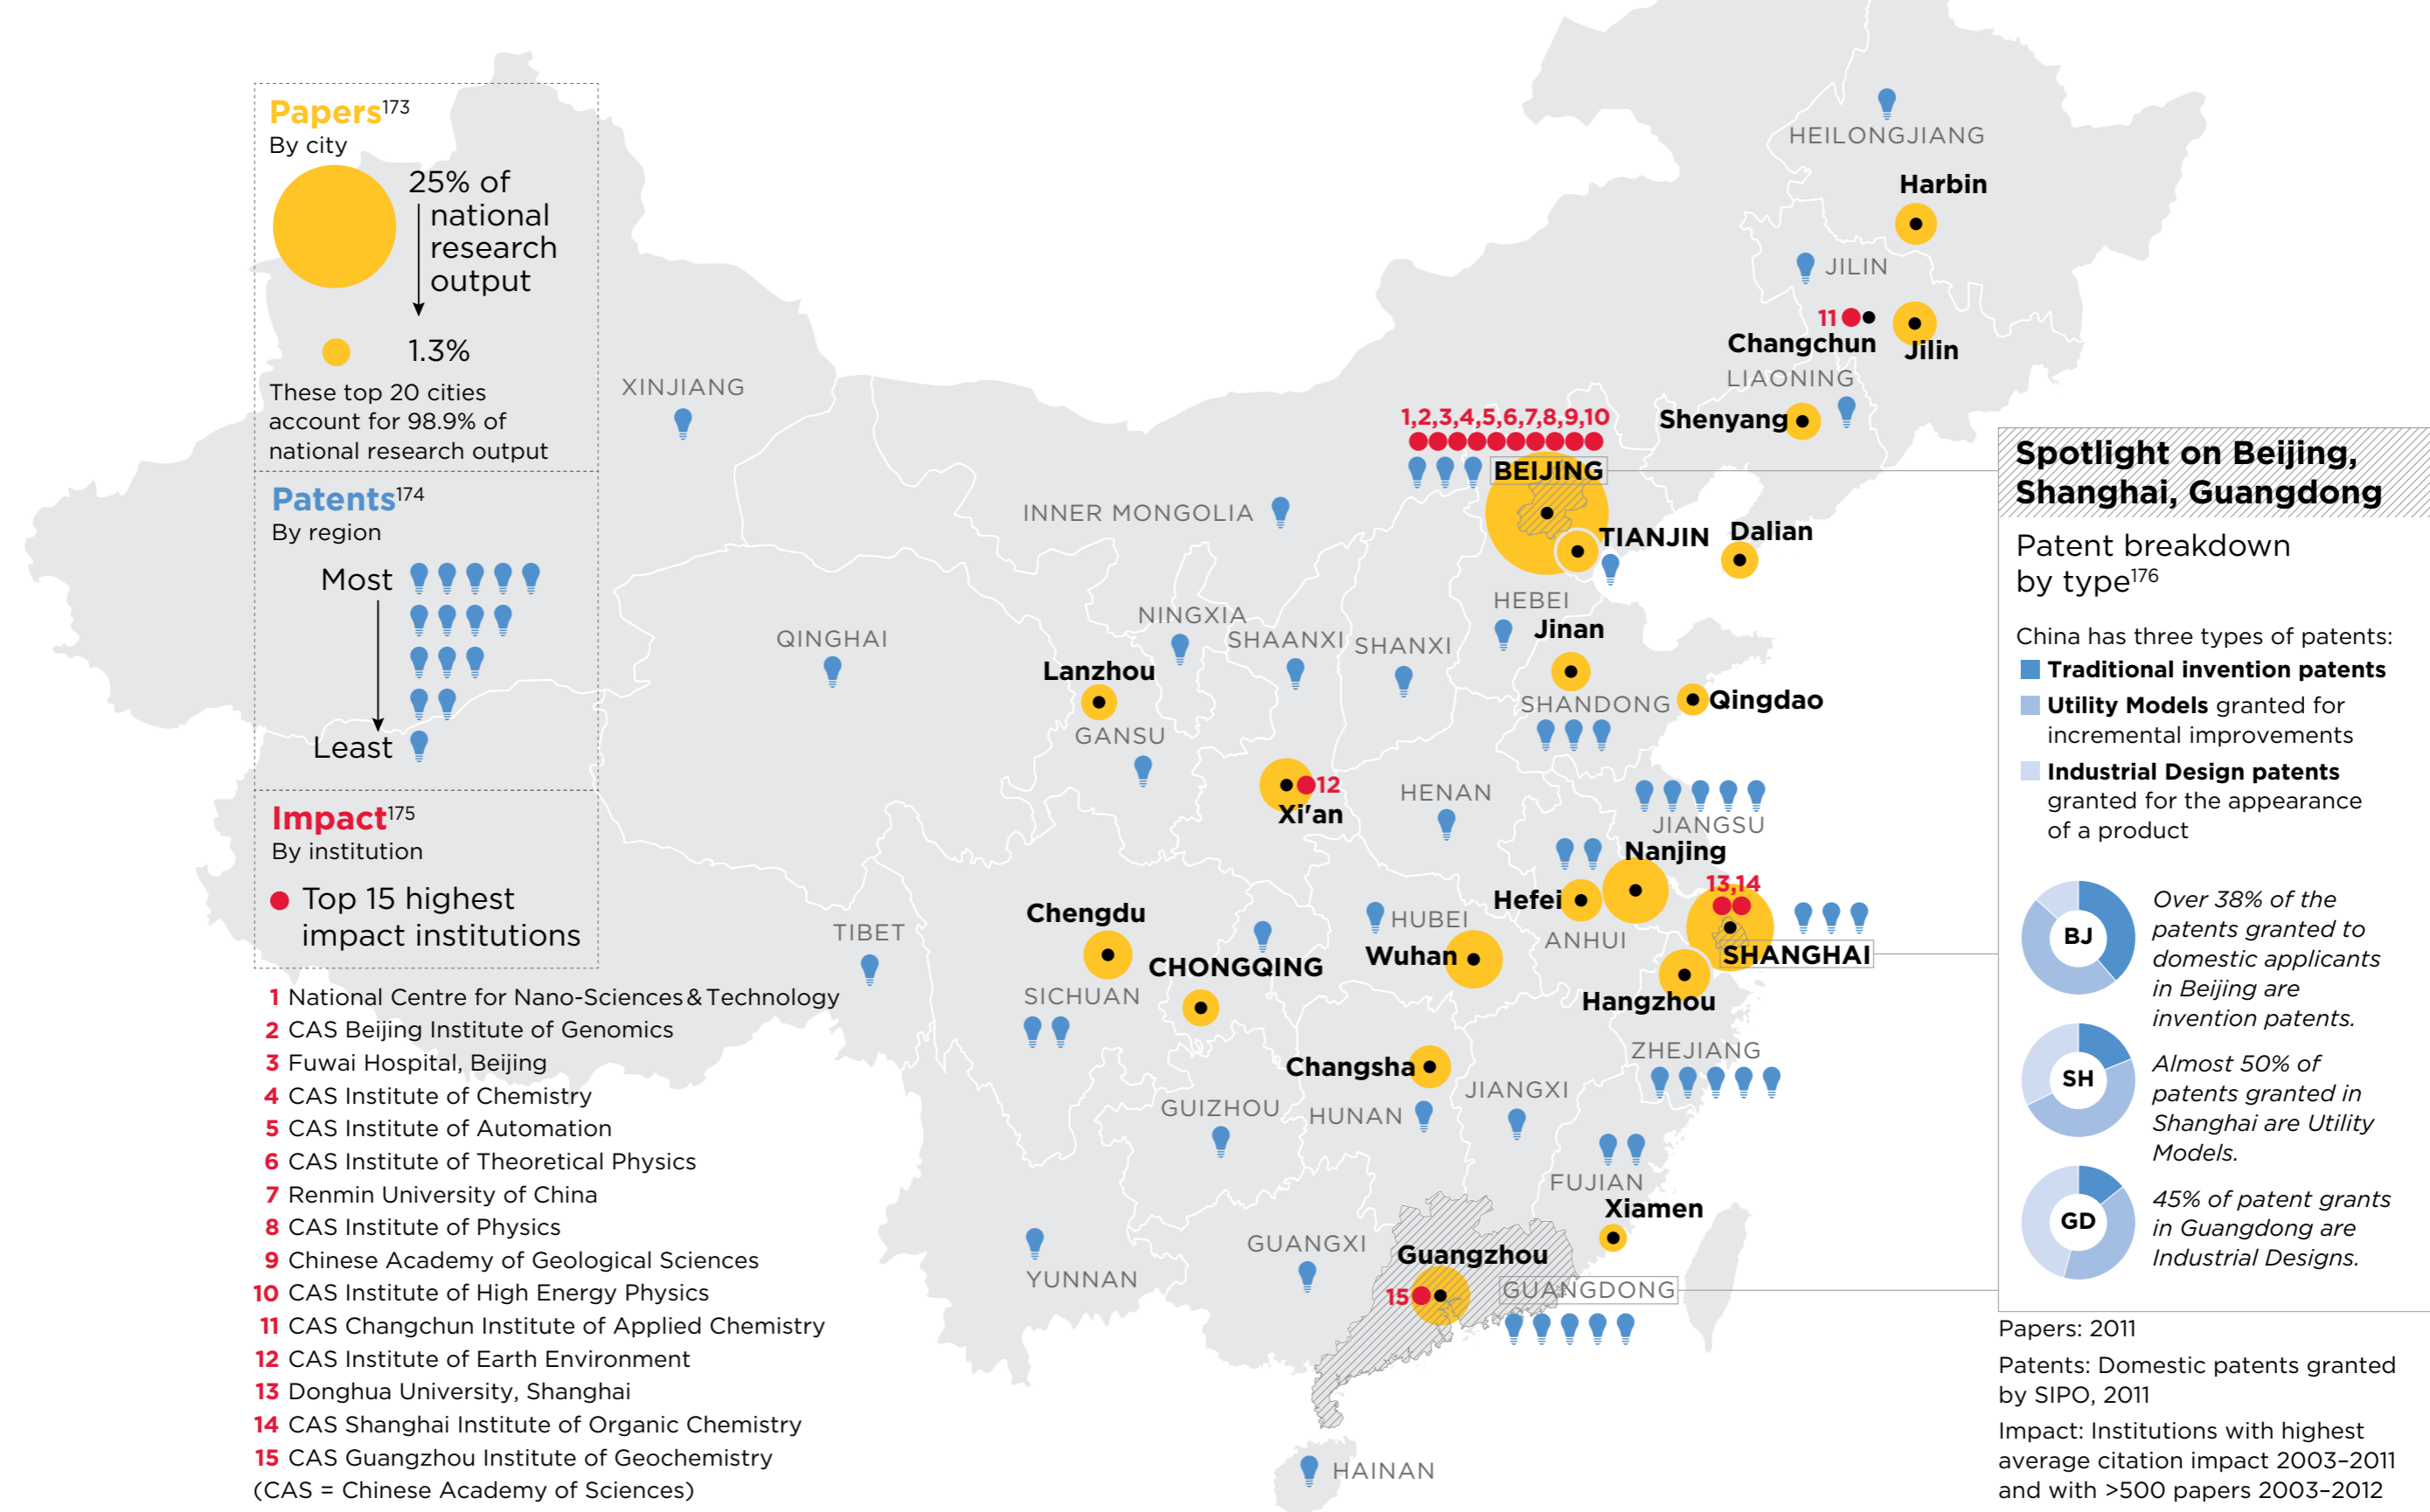 Papers173
By city
25% of
national
research
output
1.3%
These top 20 cities
account for 98.9% of
national research output
Patents174
By region
Most
Least
Impact175
By institution
Top 15 highest
impact institutions
1 National Centre for Nano-Sciences & Technology
2 CAS Beijing Institute of Genomics
3 Fuwai Hospital, Beijing
4 CAS Institute of Chemistry
5 CAS Institute of Automation
6 CAS Institute of Theoretical Physics
7 Renmin University of China
8 CAS Institute of Physics
9 Chinese Academy of Geological Sciences
10 CAS Institute of High Energy Physics
11 CAS Changchun Institute of Applied Chemistry
12 CAS Institute of Earth Environment
13 Donghua University, Shanghai
14 CAS Shanghai Institute of Organic Chemistry
15 CAS Guangzhou Institute of Geochemistry
(CAS = Chinese Academy of Sciences)
HEILONGJIANG
Harbin
JILIN
11
Changchun
Jilin
LIAONING
Shenyang
XINJIANG
1,2,3,4,5,6,7,8,9,10
BEIJING
INNER MONGOLIA
TIANJIN
Dalian
HEBEI
NINGXIA
QINGHAI
SHAANXI
SHANXI
Jinan
Lanzhou
SHANDONG
Qingdao
GANSU
12
Xi'an
HENAN
JIANGSU
Nanjing
13,14
Hefei
Chengdu
HUBEI
TIBET
ANHUI
Wuhan
SHANGHAI
CHONGQING
SICHUAN
Hangzhou
ZHEJIANG
Changsha
JIANGXI
GUIZHOU
HUNAN
FUJIAN
Xiamen
GUANGXI
Guangzhou
YUNNAN
15
GUANGDONG
HAINAN
Spotlight on Beijing,
Shanghai, Guangdong
Patent breakdown
by type176
China has three types of patents:
Traditional invention patents
Utility Models granted for
incremental improvements
Industrial Design patents
granted for the appearance
of a product
BJ
Over 38% of the
patents granted to
domestic applicants
in Beijing are
invention patents.
SH
Almost 50% of
patents granted in
Shanghai are Utility
Models.
GD
45% of patent grants
in Guangdong are
Industrial Designs.
Papers: 2011
Patents: Domestic patents granted
by SIPO, 2011
Impact: Institutions with highest
average citation impact 2003–2011
and with >500 papers 2003–2012